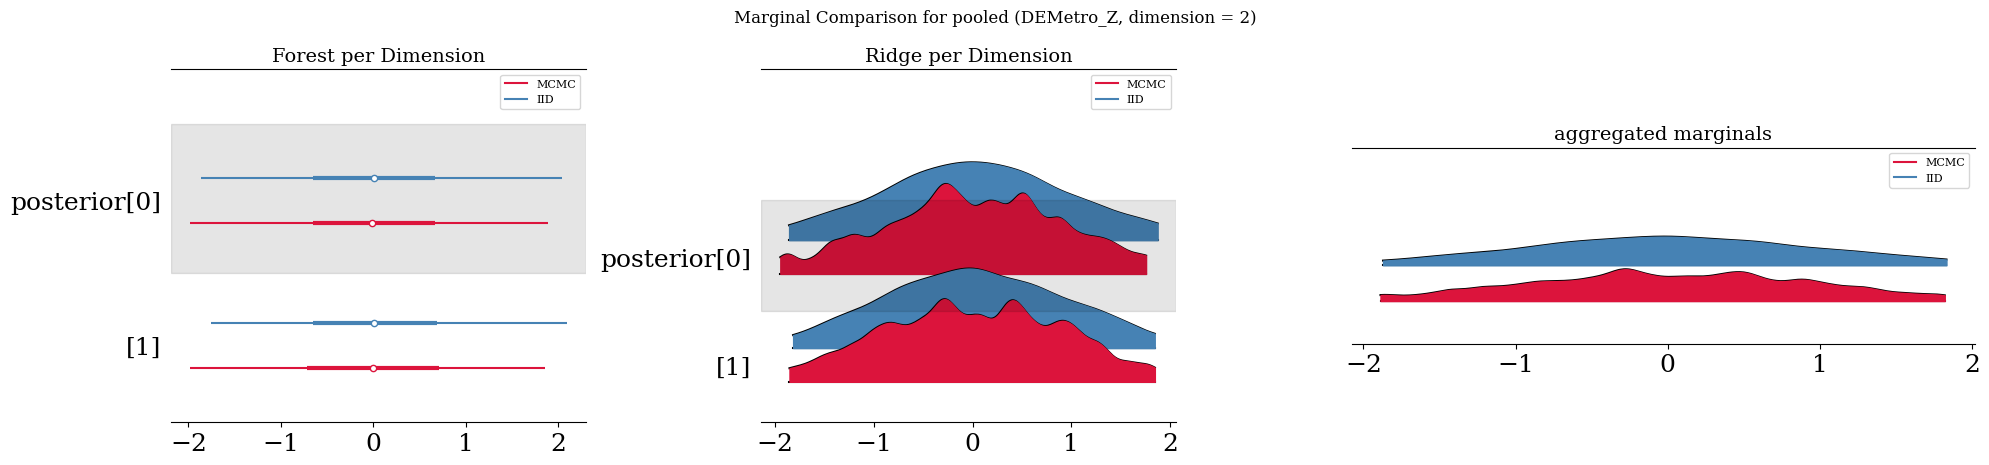 Marginal Comparison for pooled (DEMetro_Z, dimension = 2)
Forest per Dimension
MCMC
IID
posterior[0]
[1]
−2 −1 0 1 2
Ridge per Dimension
MCMC
IID
posterior[0]
[1]
−2 −1 0 1 2
aggregated marginals
MCMC
IID
−2 −1 0 1 2